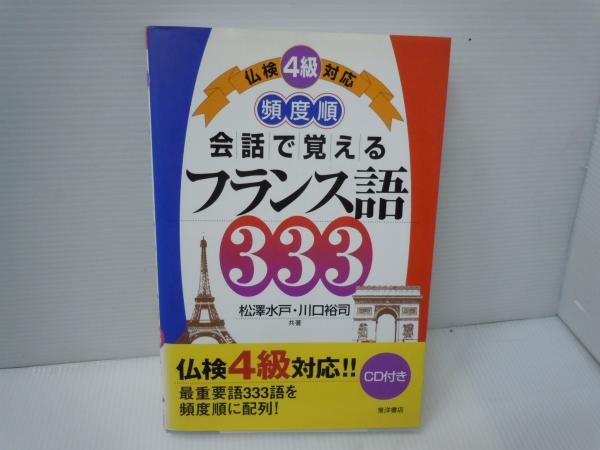 仏検4級対応
頻度順
会話で覚える
フランス語
333
松澤水戸・川口裕司
共著
仏検4級対応!!
最重要語333語を
頻度順に配列!
CD付き
東洋書店